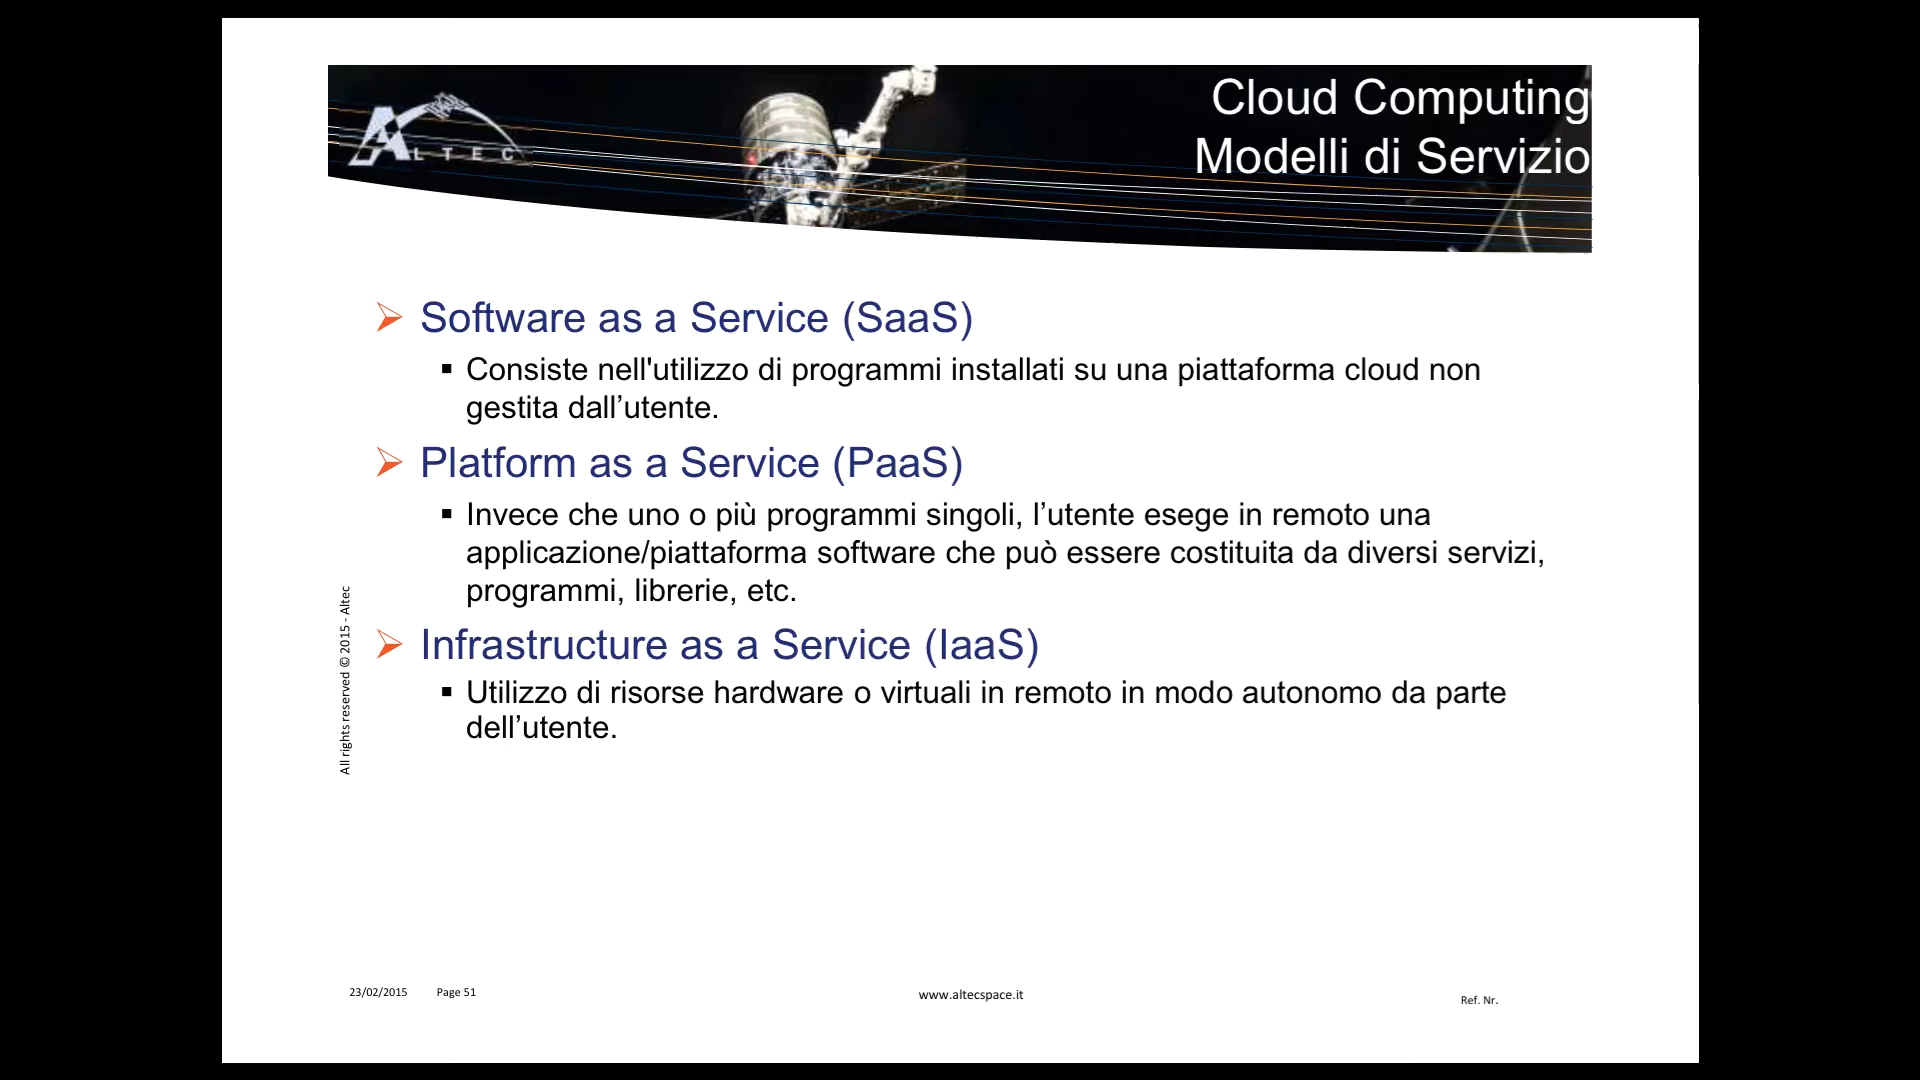 ALTEC
Cloud Computing
Modelli di Servizio
Software as a Service (SaaS)
Consiste nell'utilizzo di programmi installati su una piattaforma cloud non
gestita dall’utente.
Platform as a Service (PaaS)
Invece che uno o più programmi singoli, l’utente esege in remoto una
applicazione/piattaforma software che può essere costituita da diversi servizi,
programmi, librerie, etc.
Infrastructure as a Service (IaaS)
Utilizzo di risorse hardware o virtuali in remoto in modo autonomo da parte
dell’utente.
All rights reserved © 2015 - Altec
23/02/2015 Page 51
www.altecspace.it
Ref. Nr.